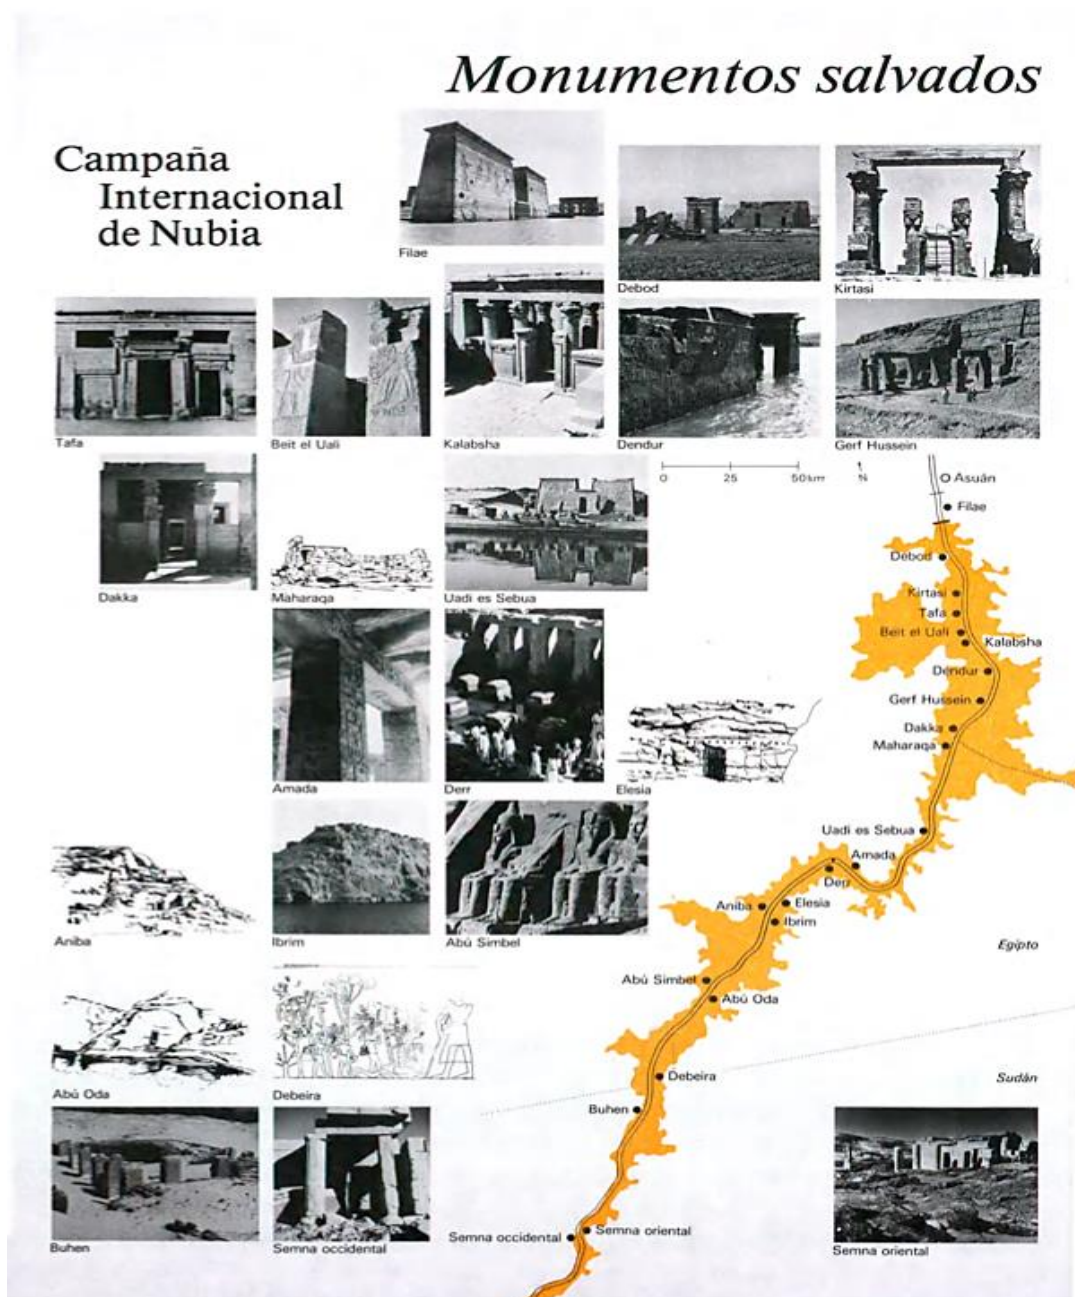 Monumentos salvados
Campaña
Internacional
de Nubia
Filae
Debod
Kirtasi
Tafa
Beit el Uali
Kalabsha
Dendur
Gerf Hussein
Dakka
Maharaqa
Uadi es Sebua
Amada
Derr
Elesia
Aniba
Ibrim
Abú Simbel
Abú Oda
Debeira
Buhen
Semna occidental
Semna oriental
0 25 50 km
N
Asuán
Filae
Debod
Kirtasi
Tafa
Beit el Uali
Kalabsha
Dendur
Gerf Hussein
Dakka
Maharaqa
Uadi es Sebua
Amada
Derr
Elesia
Aniba
Ibrim
Egipto
Abú Simbel
Abú Oda
Debeira
Sudán
Buhen
Semna oriental
Semna occidental